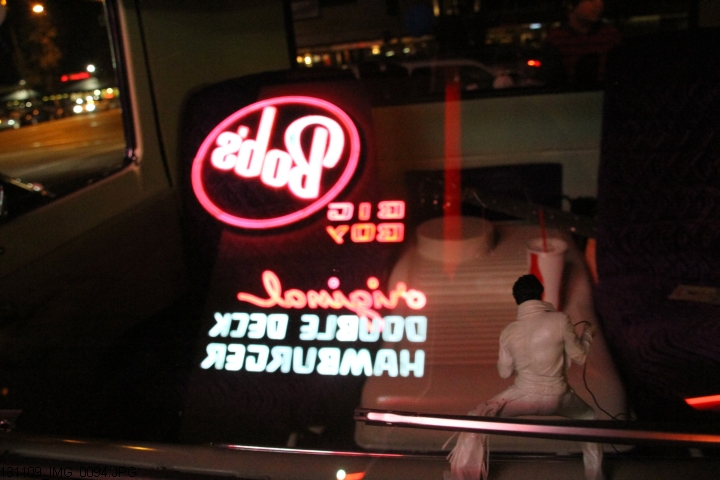 Bob's
BIG
BOY
original
DOUBLE DECK
HAMBURGER